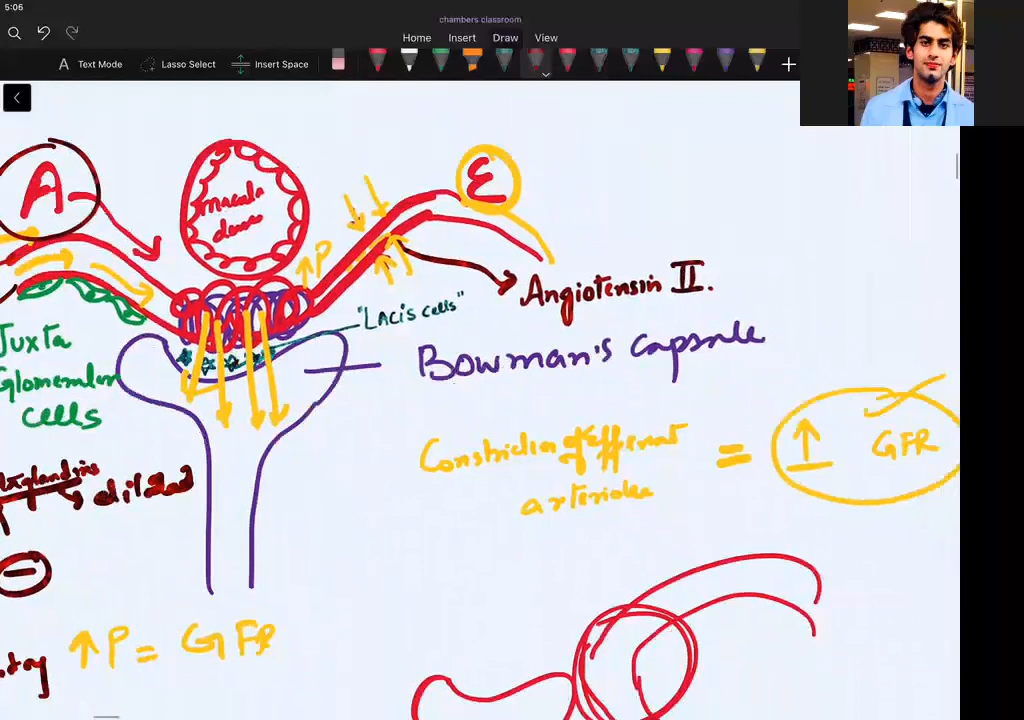 5:06
chambers classroom
Home Insert Draw View
Text Mode Lasso Select Insert Space
A
macula
densa
E
P
Angiotensin II.
"Lacis cells"
Juxta
Glomerular
cells
Bowman's capsule
Constriction of efferent
arterioles
= ↑ GFR
dilated
−
↑ P = GFR